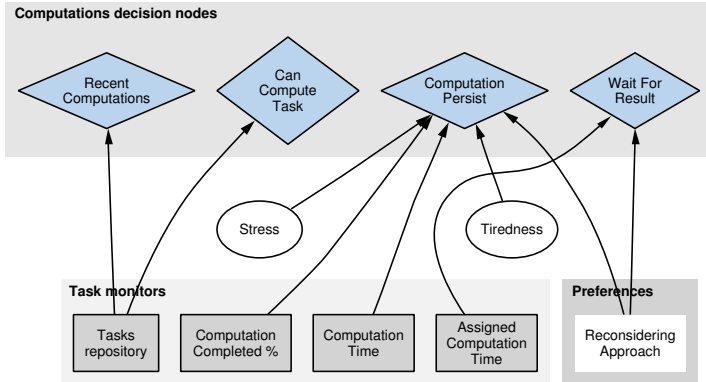 Computations decision nodes
Recent
Computations
Can
Compute
Task
Computation
Persist
Wait For
Result
Stress
Tiredness
Task monitors
Preferences
Tasks
repository
Computation
Completed %
Computation
Time
Assigned
Computation
Time
Reconsidering
Approach